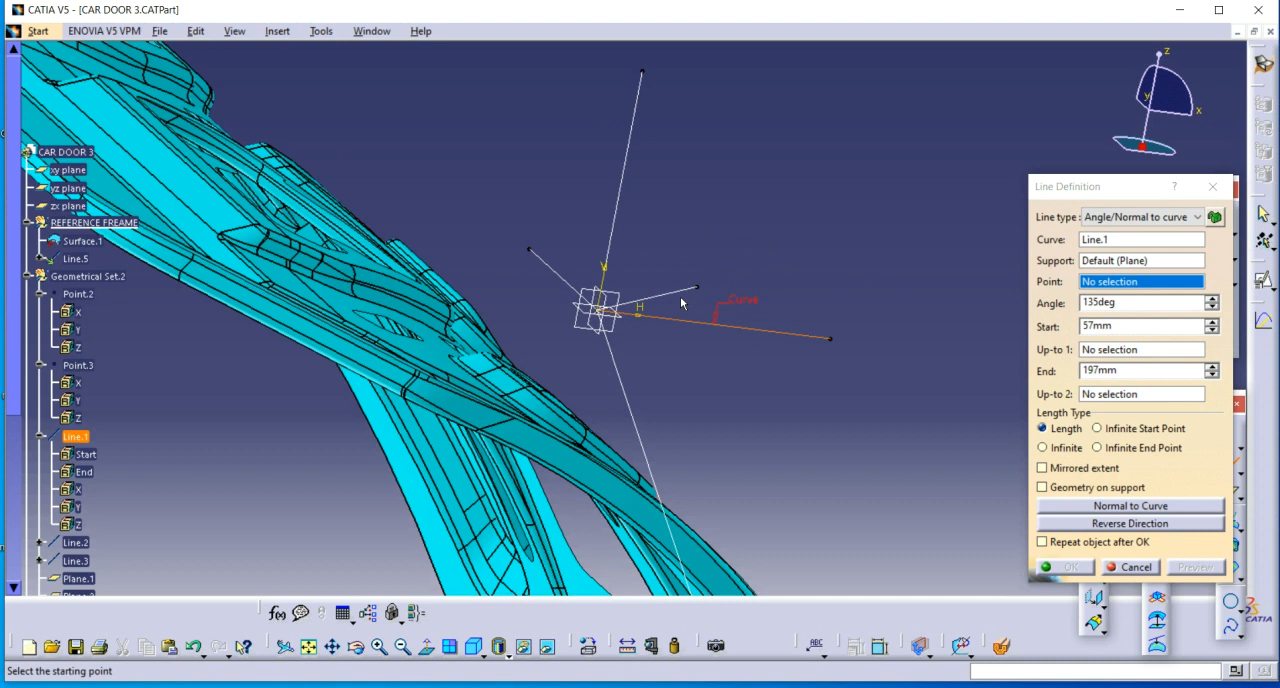 CATIA V5 - [CAR DOOR 3.CATPart]
Start ENOVIA V5 VPM File Edit View Insert Tools Window Help
z
y
x
CAR DOOR 3
xy plane
yz plane
zx plane
REFERENCE FREAME
Surface.1
Line.5
Geometrical Set.2
Point.2
X
Y
Z
Point.3
X
Y
Z
Line.1
Start
End
X
Y
Z
Line.2
Line.3
Plane.1
V
H
Curve
Line Definition ?
Line type : Angle/Normal to curve
Curve: Line.1
Support: Default (Plane)
Point: No selection
Angle: 135deg
Start: 57mm
Up-to 1: No selection
End: 197mm
Up-to 2: No selection
Length Type
Length Infinite Start Point
Infinite Infinite End Point
Mirrored extent
Geometry on support
Normal to Curve
Reverse Direction
Repeat object after OK
OK Cancel Preview
f(x)
ABC
CATIA
Select the starting point